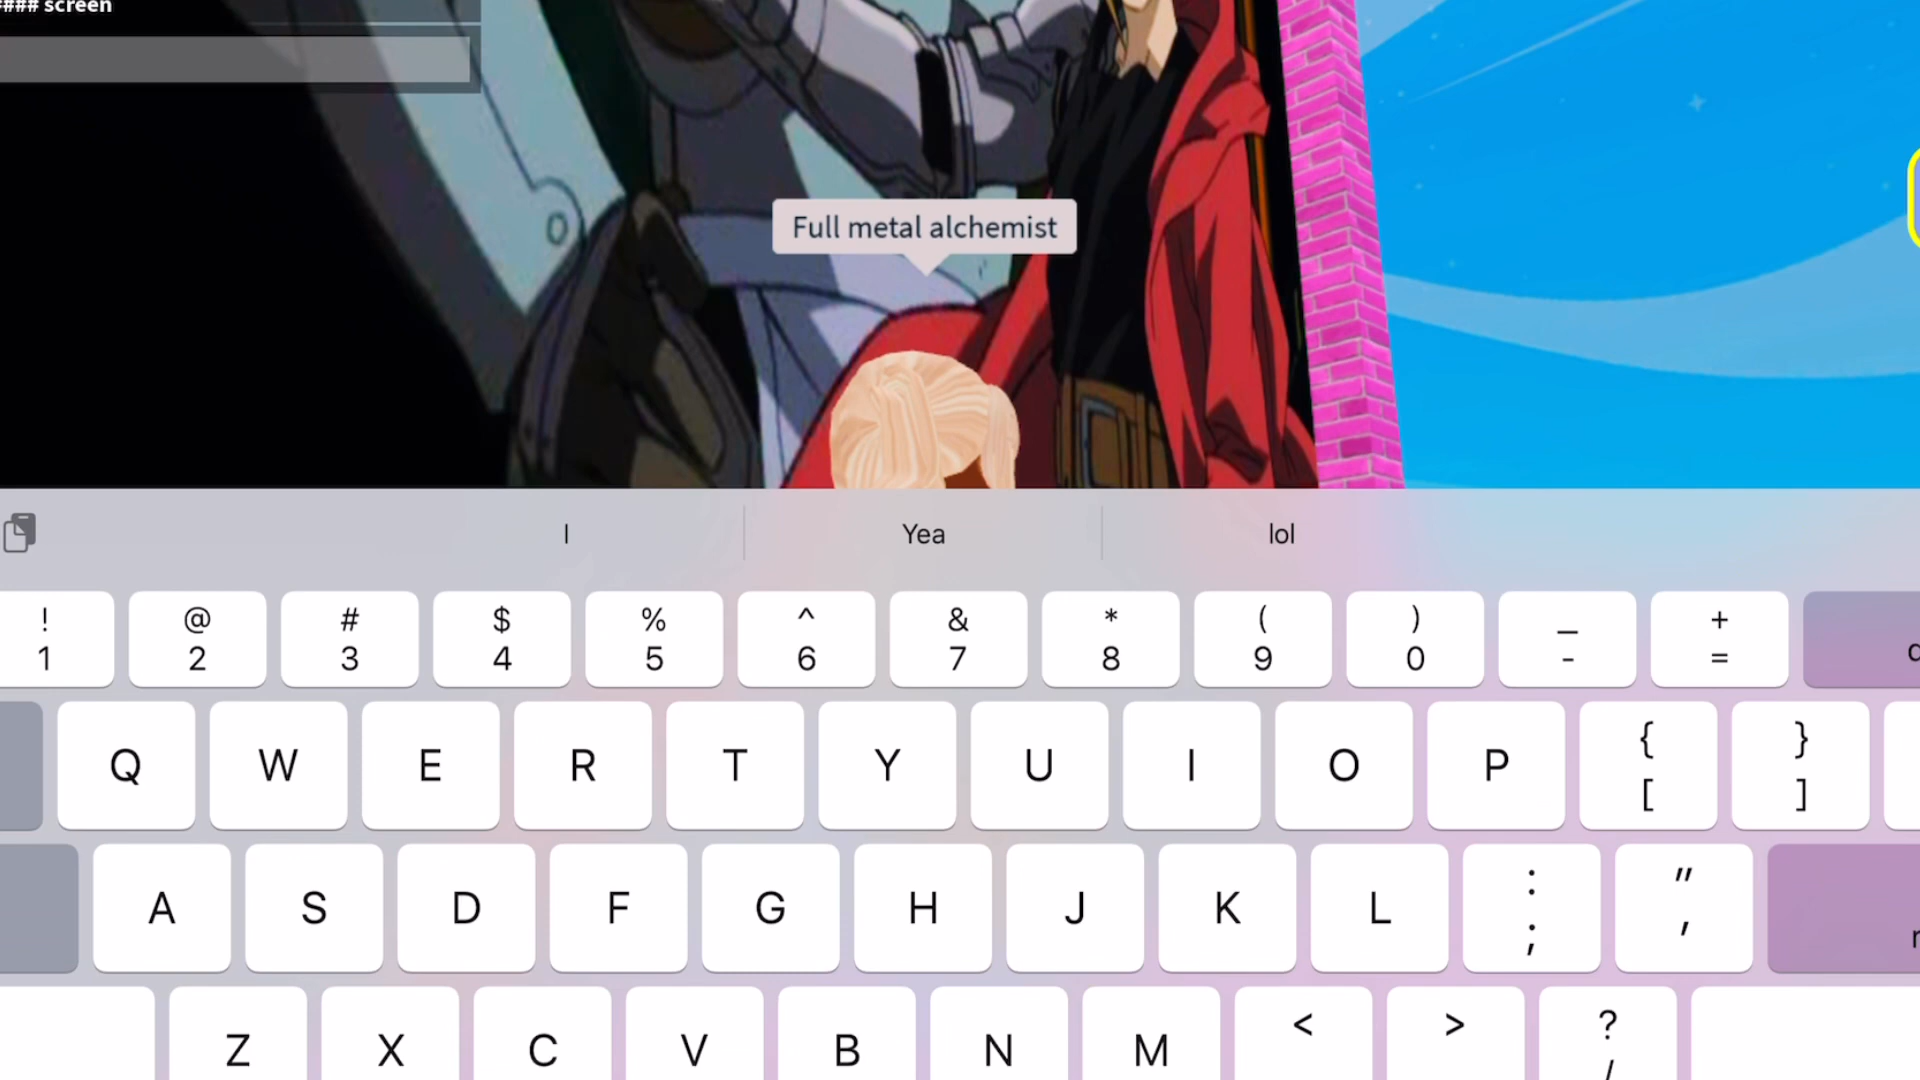 #### screen
Full metal alchemist
I Yea lol
! @ # $ % ^ & * ( ) _ +
1 2 3 4 5 6 7 8 9 0 - =
Q W E R T Y U I O P { }
[ ]
A S D F G H J K L : "
; '
Z X C V B N M < > ?
/